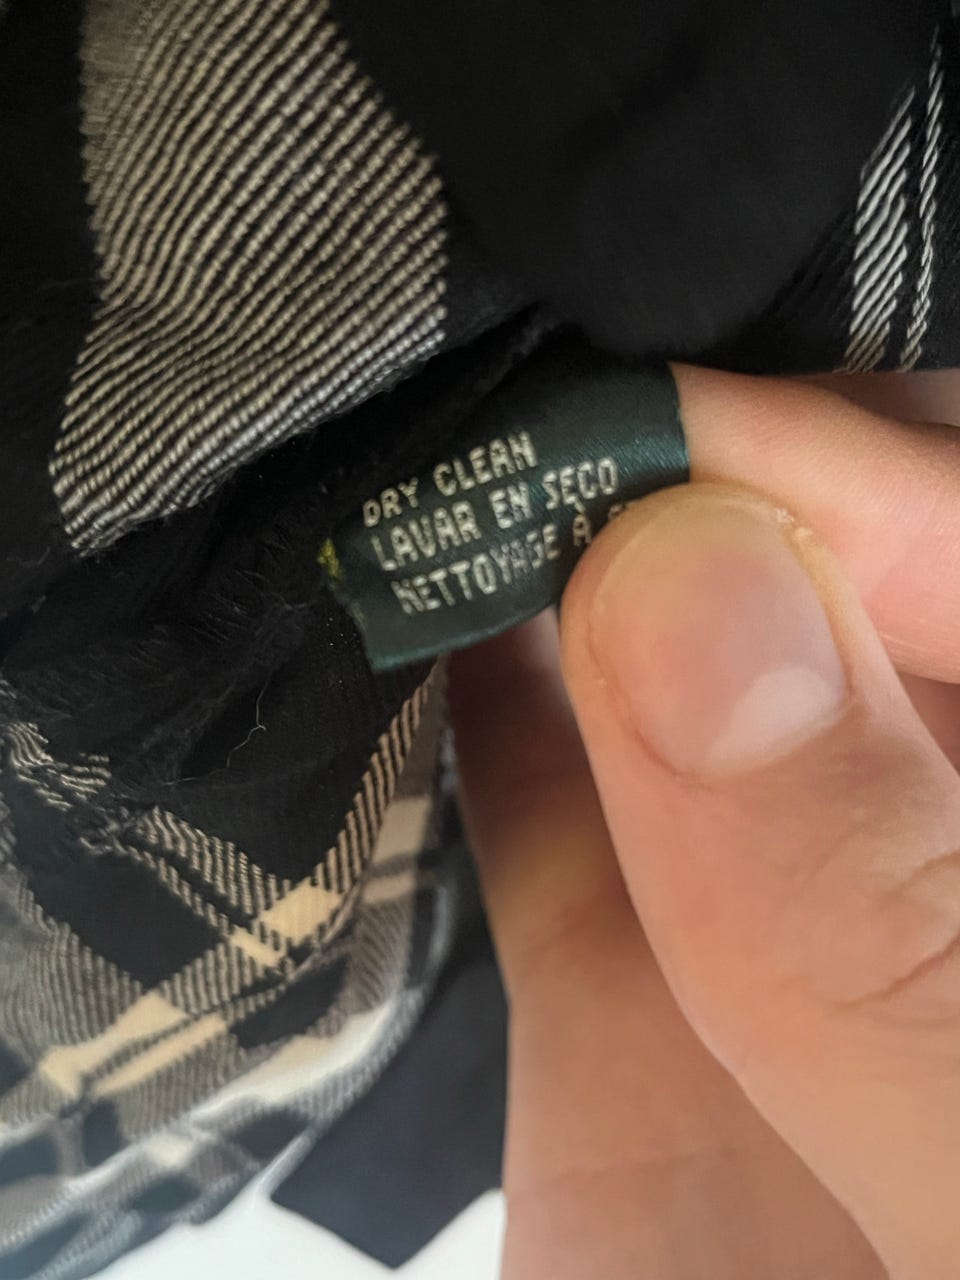 DRY CLEAN
LAVAR EN SECO
NETTOYAGE À